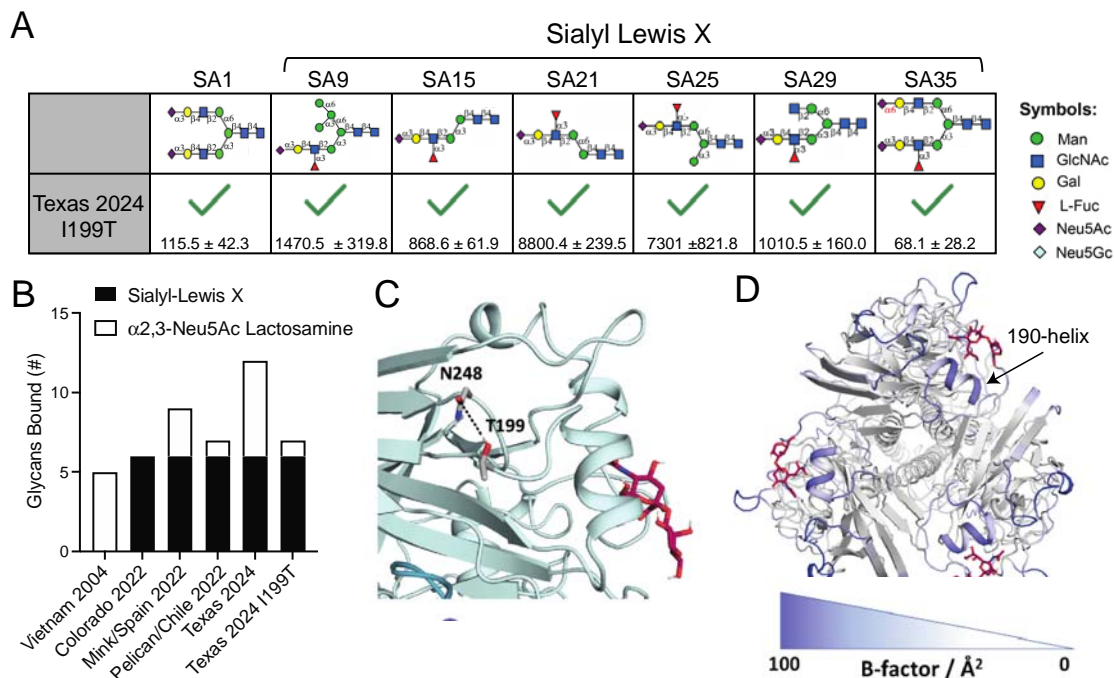 A
Sialyl Lewis X
SA1 SA9 SA15 SA21 SA25 SA29 SA35
Symbols:
Man
GlcNAc
Gal
L-Fuc
Neu5Ac
Neu5Gc
Texas 2024
I199T
115.5 ± 42.3 1470.5 ± 319.8 868.6 ± 61.9 8800.4 ± 239.5 7301 ±821.8 1010.5 ± 160.0 68.1 ± 28.2
B
Sialyl-Lewis X
α2,3-Neu5Ac Lactosamine
15
10
5
0
Glycans Bound (#)
Vietnam 2004
Colorado 2022
Mink/Spain 2022
Pelican/Chile 2022
Texas 2024
Texas 2024 I199T
C
N248
T199
D
190-helix
100 0
B-factor / Å²